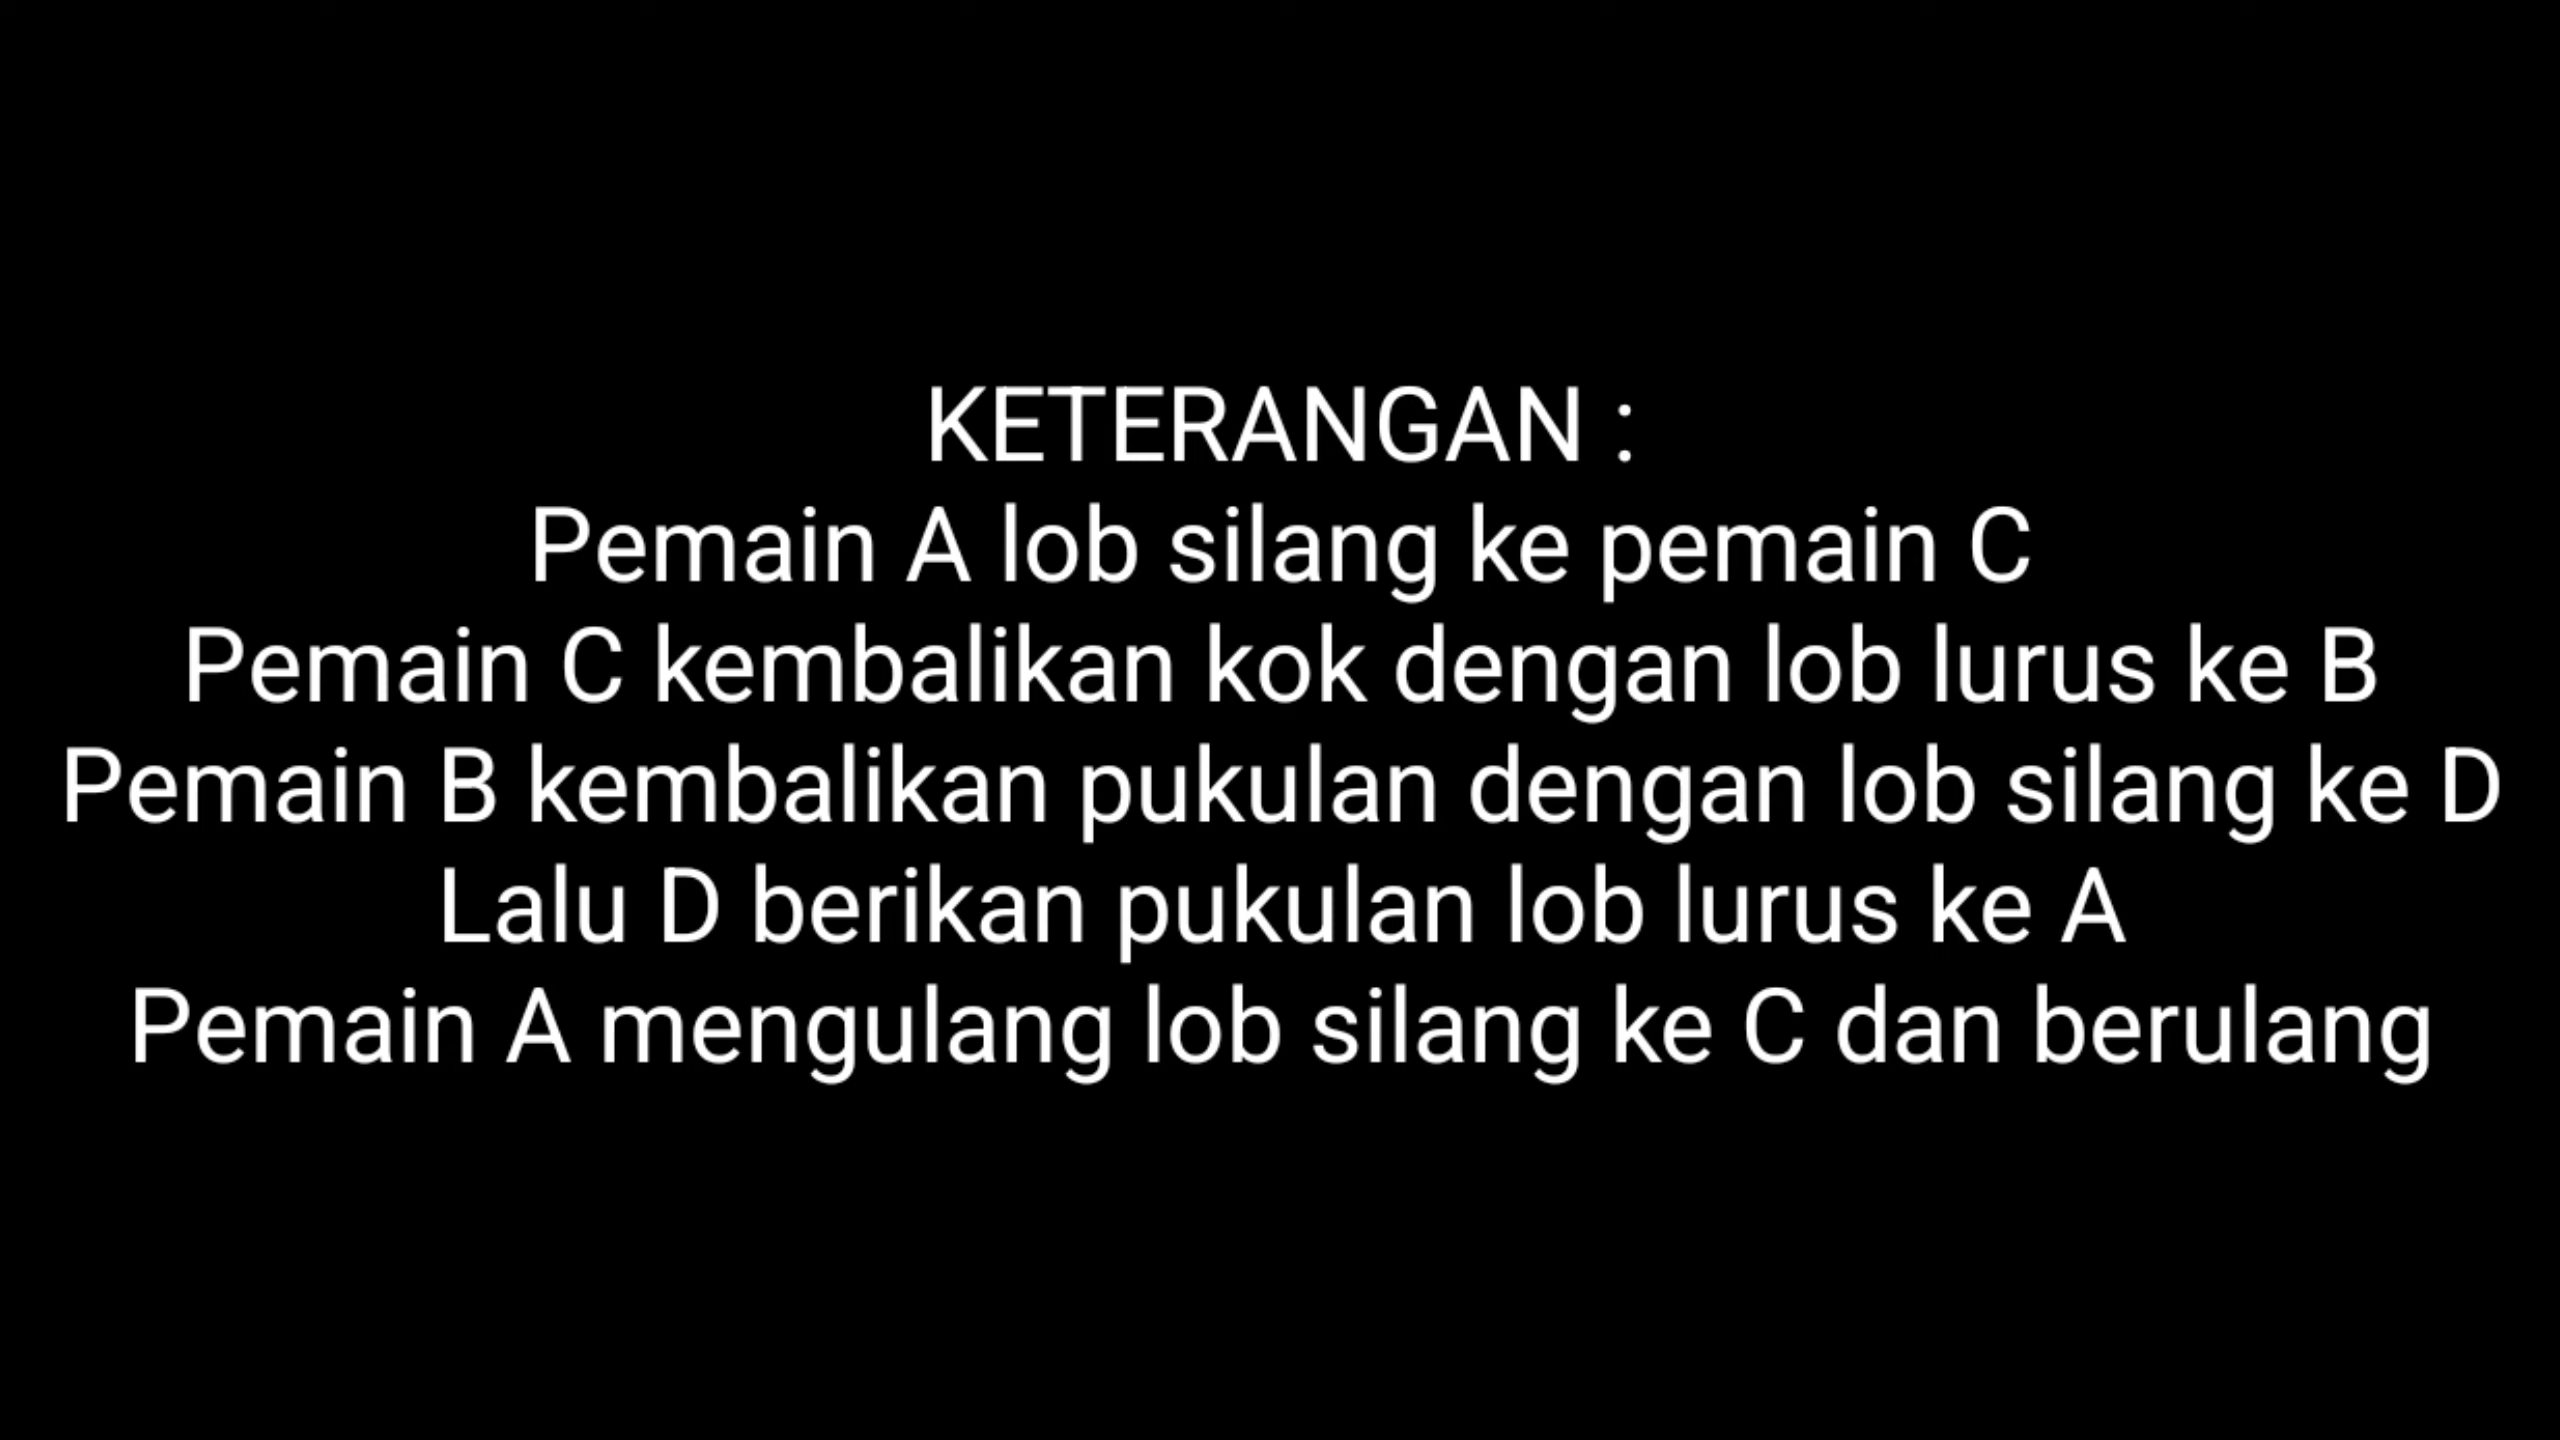 KETERANGAN :
Pemain A lob silang ke pemain C
Pemain C kembalikan kok dengan lob lurus ke B
Pemain B kembalikan pukulan dengan lob silang ke D
Lalu D berikan pukulan lob lurus ke A
Pemain A mengulang lob silang ke C dan berulang